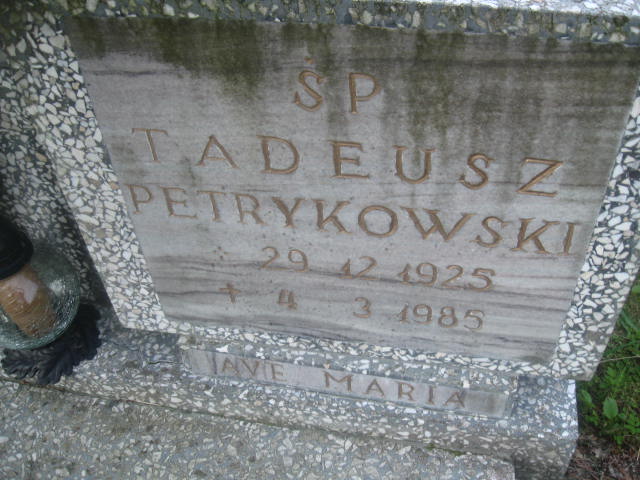 ŚP
TADEUSZ
PETRYKOWSKI
* 29 12 1925
+ 4 3 1985
AVE MARIA